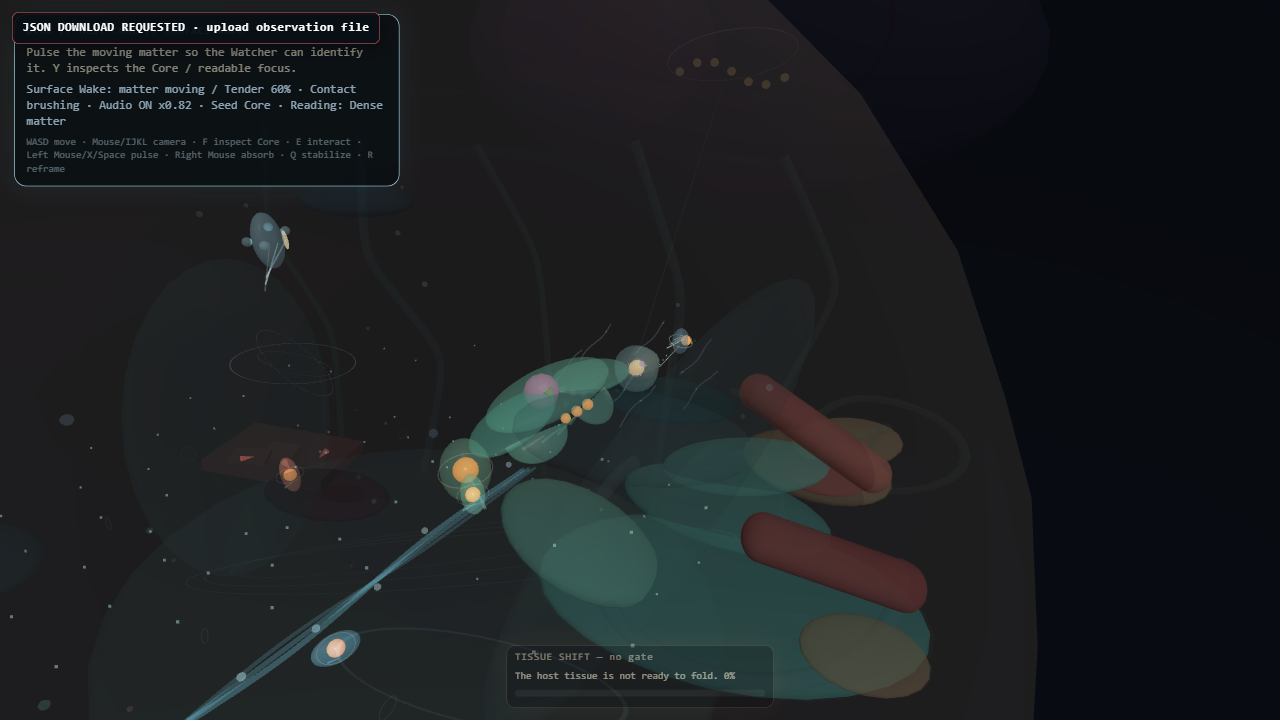 JSON DOWNLOAD REQUESTED · upload observation file
Pulse the moving matter so the Watcher can identify
it. Y inspects the Core / readable focus.
Surface Wake: matter moving / Tender 60% · Contact
brushing · Audio ON x0.82 · Seed Core · Reading: Dense
matter
WASD move · Mouse/IJKL camera · F inspect Core · E interact ·
Left Mouse/X/Space pulse · Right Mouse absorb · Q stabilize · R
reframe
TISSUE SHIFT — no gate
The host tissue is not ready to fold. 0%